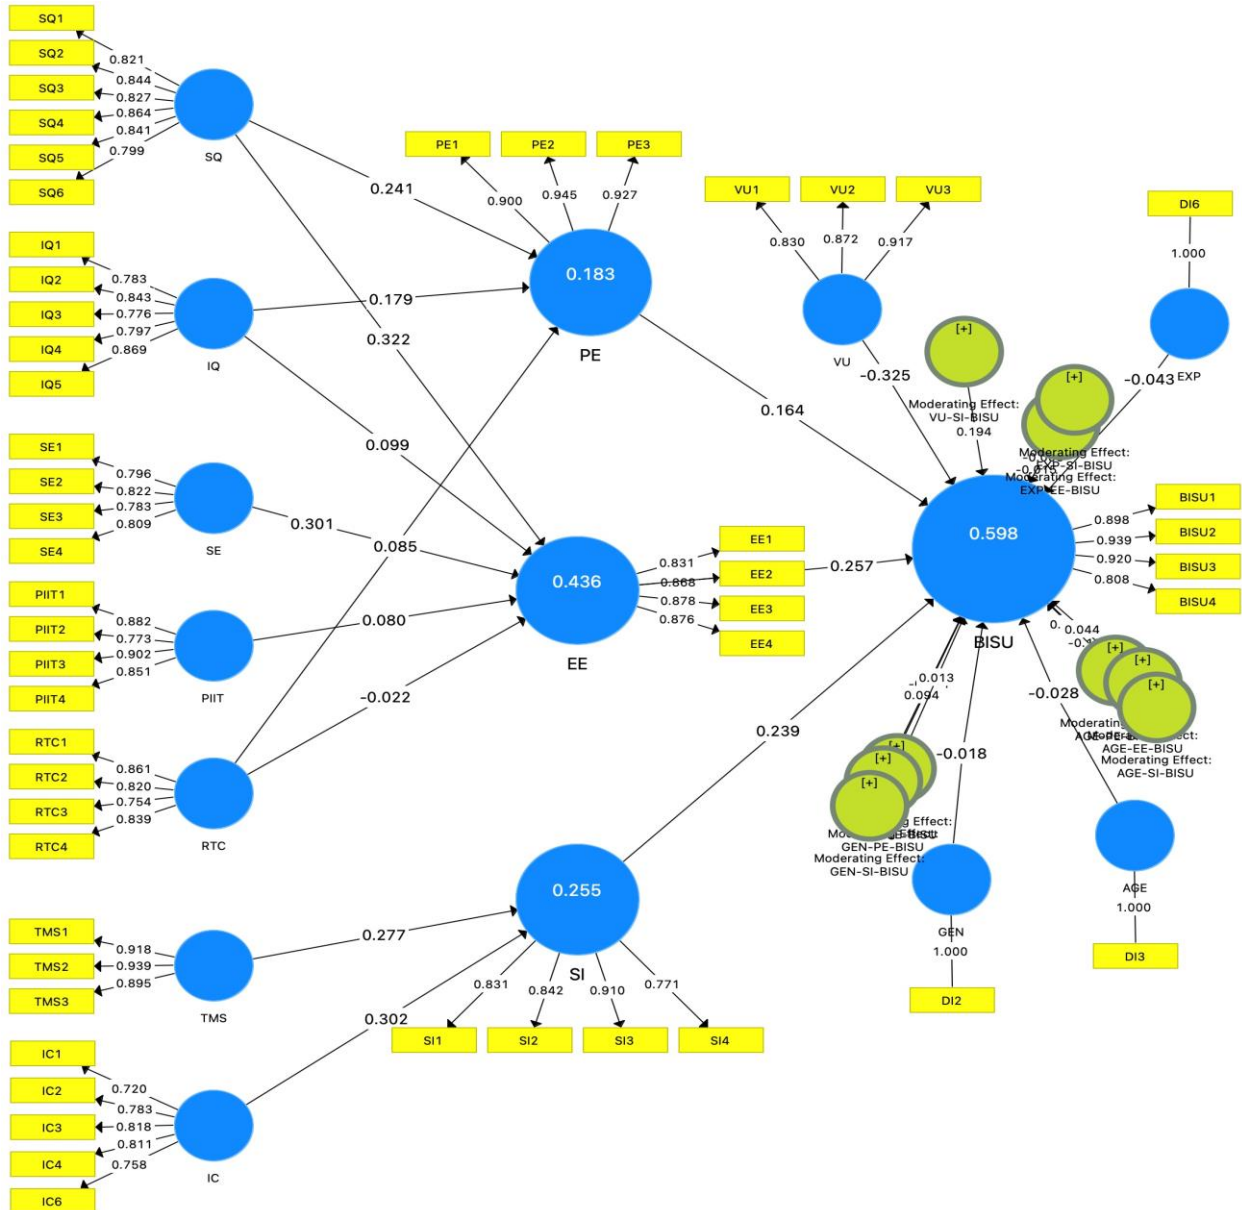 SQ1
SQ2
SQ3
SQ4
SQ5
SQ6
0.821
0.844
0.827
0.864
0.841
0.799
SQ
IQ1
IQ2
IQ3
IQ4
IQ5
0.783
0.843
0.776
0.797
0.869
IQ
SE1
SE2
SE3
SE4
0.796
0.822
0.783
0.809
SE
PIIT1
PIIT2
PIIT3
PIIT4
0.882
0.773
0.902
0.851
PIIT
RTC1
RTC2
RTC3
RTC4
0.861
0.820
0.754
0.839
RTC
TMS1
TMS2
TMS3
0.918
0.939
0.895
TMS
IC1
IC2
IC3
IC4
IC6
0.720
0.783
0.818
0.811
0.758
IC
0.241
0.179
0.322
0.099
0.301
0.085
0.080
-0.022
0.277
0.302
PE1
PE2
PE3
0.900
0.945
0.927
0.183
PE
0.436
EE
0.831
0.868
0.878
0.876
EE1
EE2
EE3
EE4
0.255
SI
0.831
0.842
0.910
0.771
SI1
SI2
SI3
SI4
0.164
0.257
0.239
VU1
VU2
VU3
0.830
0.872
0.917
VU
-0.325
[+]
Moderating Effect:
VU-SI-BISU
0.194
DI6
1.000
EXP
-0.043
[+]
Moderating Effect:
EXP-SI-BISU
Moderating Effect:
EXP-EE-BISU
0.598
BISU
0.898
0.939
0.920
0.808
BISU1
BISU2
BISU3
BISU4
0.044
[+]
[+]
[+]
Moderating
AGE-EE-BISU
Moderating Effect:
AGE-SI-BISU
-0.028
AGE
1.000
DI3
0.013
0.094
[+]
[+]
[+]
Effect:
GEN-PE-BISU
Moderating Effect:
GEN-SI-BISU
-0.018
GEN
1.000
DI2